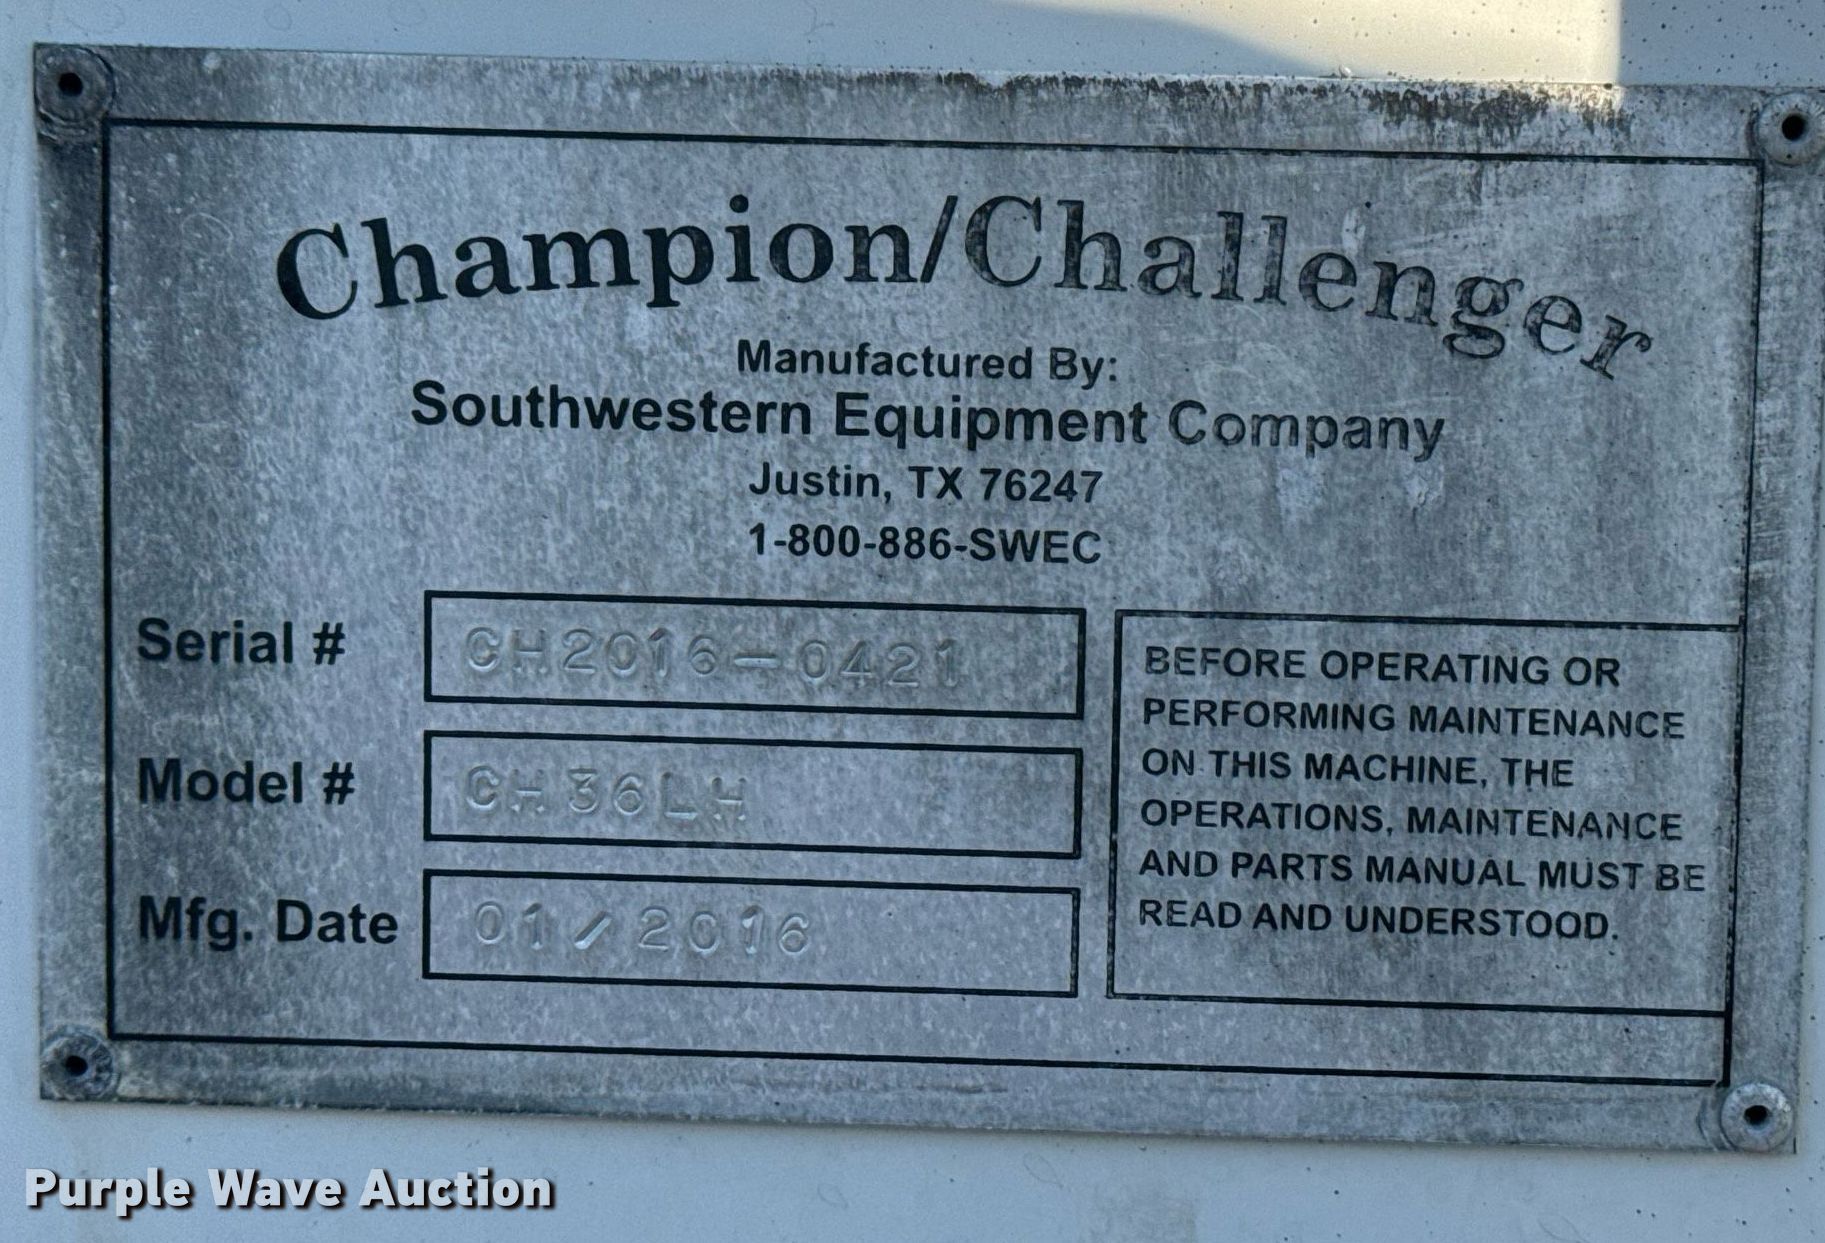 Champion/Challenger
Manufactured By:
Southwestern Equipment Company
Justin, TX 76247
1-800-886-SWEC
Serial # CH2016-0421
Model # CH36LH
Mfg. Date 01/2016
BEFORE OPERATING OR
PERFORMING MAINTENANCE
ON THIS MACHINE, THE
OPERATIONS, MAINTENANCE
AND PARTS MANUAL MUST BE
READ AND UNDERSTOOD.
Purple Wave Auction